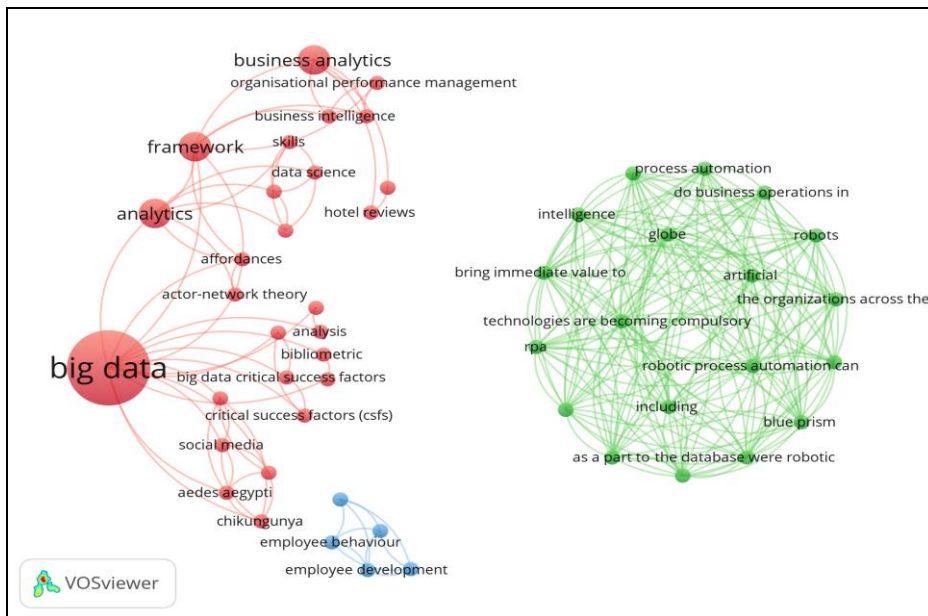 business analytics
organisational performance management
business intelligence
framework
skills
data science
analytics
hotel reviews
affordances
actor-network theory
analysis
bibliometric
big data
big data critical success factors
critical success factors (csfs)
social media
aedes aegypti
chikungunya
employee behaviour
employee development
process automation
do business operations in
intelligence
globe
robots
bring immediate value to
artificial
the organizations across the
technologies are becoming compulsory
rpa
robotic process automation can
including
blue prism
as a part to the database were robotic
VOSviewer